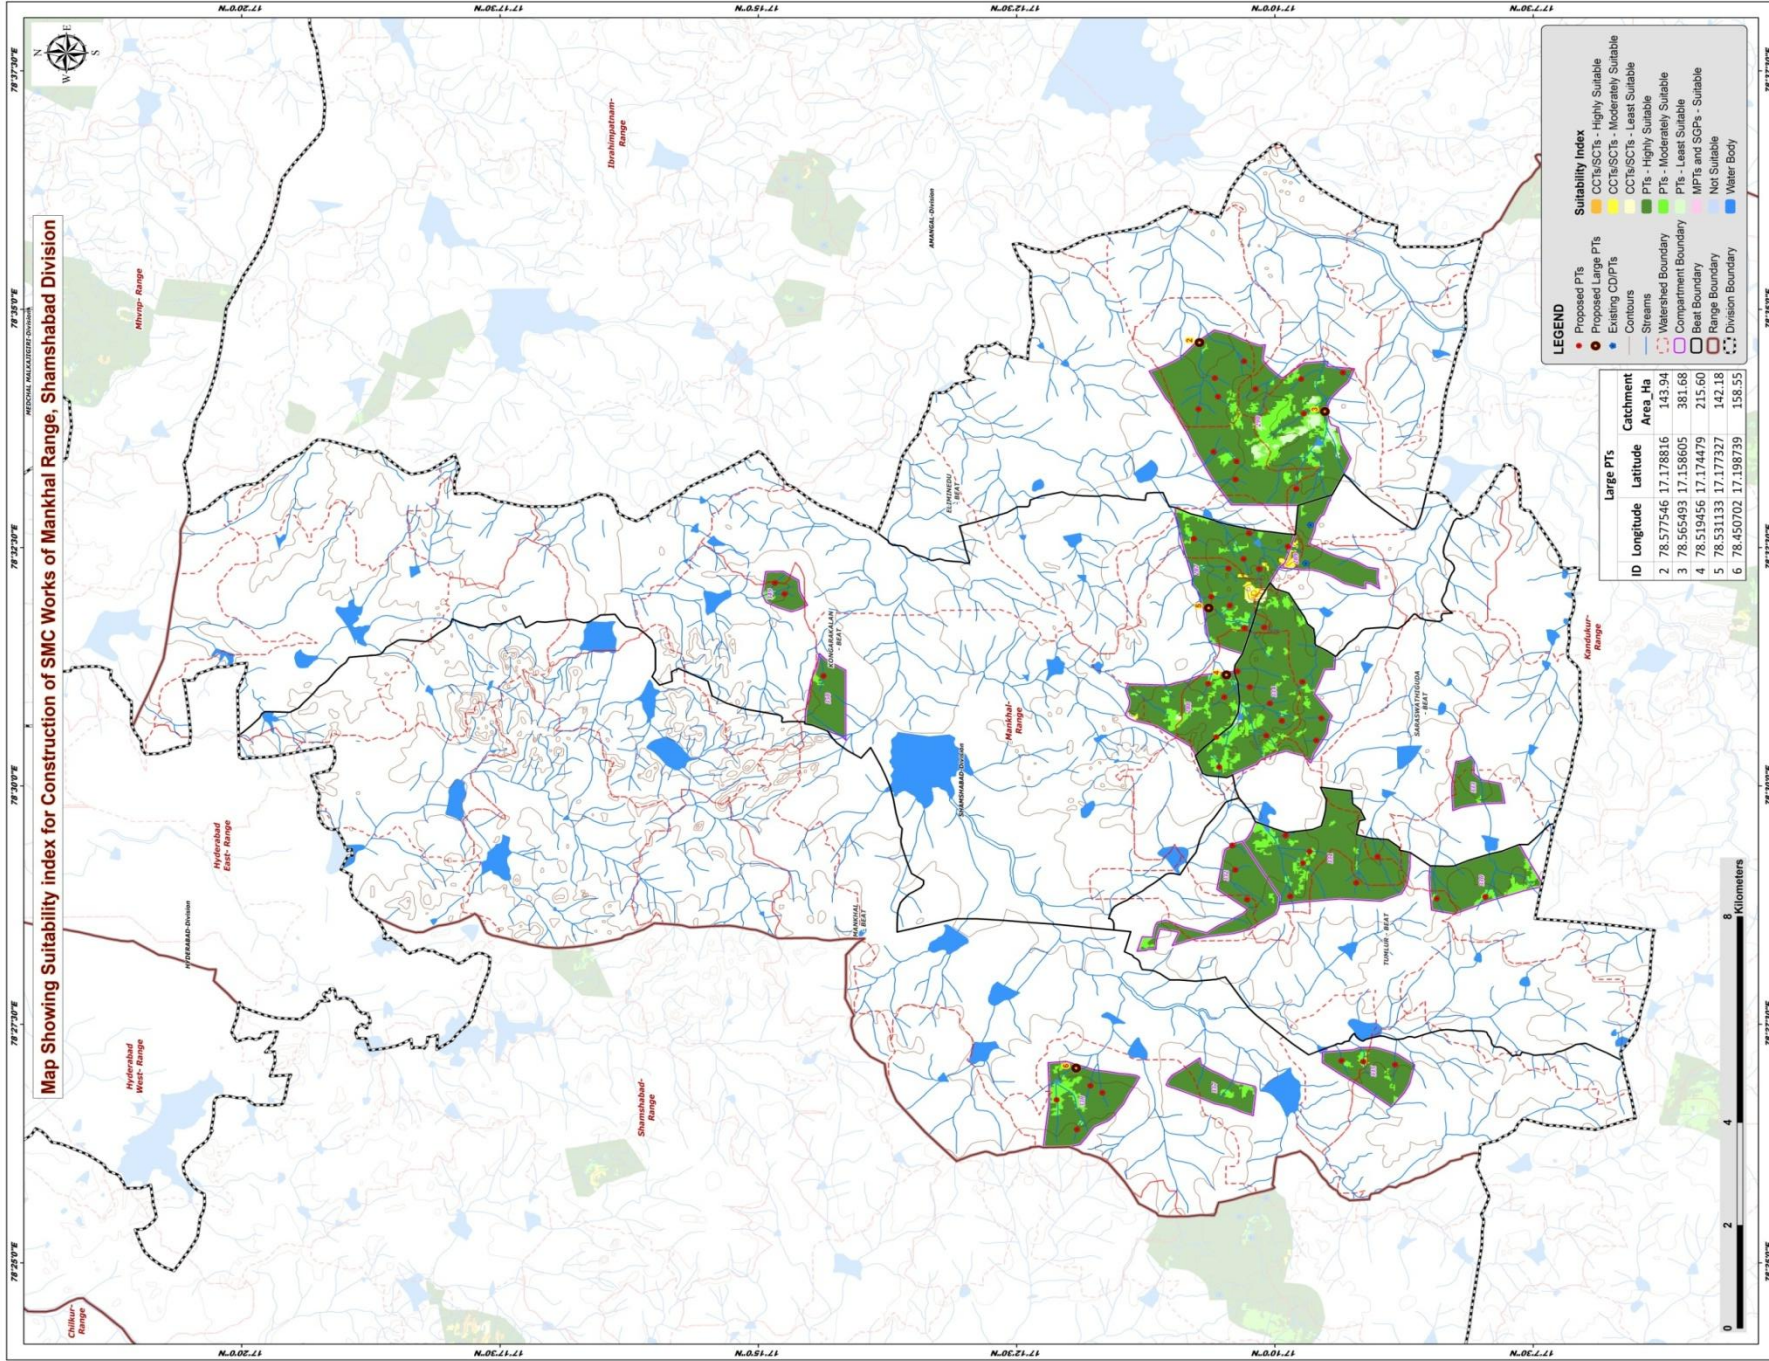 Map Showing Suitability index for Construction of SMC Works of Mankhal Range, Shamshabad Division
N
E
S
W
78°25'0"E
78°27'30"E
78°30'0"E
78°32'30"E
78°35'0"E
78°37'30"E
17°20'0"N
17°15'0"N
17°12'30"N
17°10'0"N
17°7'30"N
Chilkur-
Range
Hyderabad
West- Range
Hyderabad
East- Range
HYDERABAD-Division
MEDCHAL MALKAJGIRI-Division
Mhvnp- Range
Ibrahimpatnam-
Range
AMANGAL-Division
Shamshabad-
Range
MANKHAL
- BEAT
KONGARAKALAN
- BEAT
ELIMINEDU
- BEAT
SHAMSHABAD-Division
Mankhal-
Range
SARASWATHIGUDA
- BEAT
TUMLUR - BEAT
Kandukur-
Range
2
3
4
5
6
Large PTs
ID Longitude Latitude Catchment Area_Ha
2 78.577546 17.178816 143.94
3 78.565493 17.158605 381.68
4 78.519456 17.174479 215.60
5 78.531133 17.177327 142.18
6 78.450702 17.198739 158.55
LEGEND
Proposed PTs
Proposed Large PTs
Existing CD/PTs
Contours
Streams
Watershed Boundary
Compartment Boundary
Beat Boundary
Range Boundary
Division Boundary
Suitability Index
CCTs/SCTs - Highly Suitable
CCTs/SCTs - Moderately Suitable
CCTs/SCTs - Least Suitable
PTs - Highly Suitable
PTs - Moderately Suitable
PTs - Least Suitable
MPTs and SGPs - Suitable
Not Suitable
Water Body
0 2 4 8
Kilometers